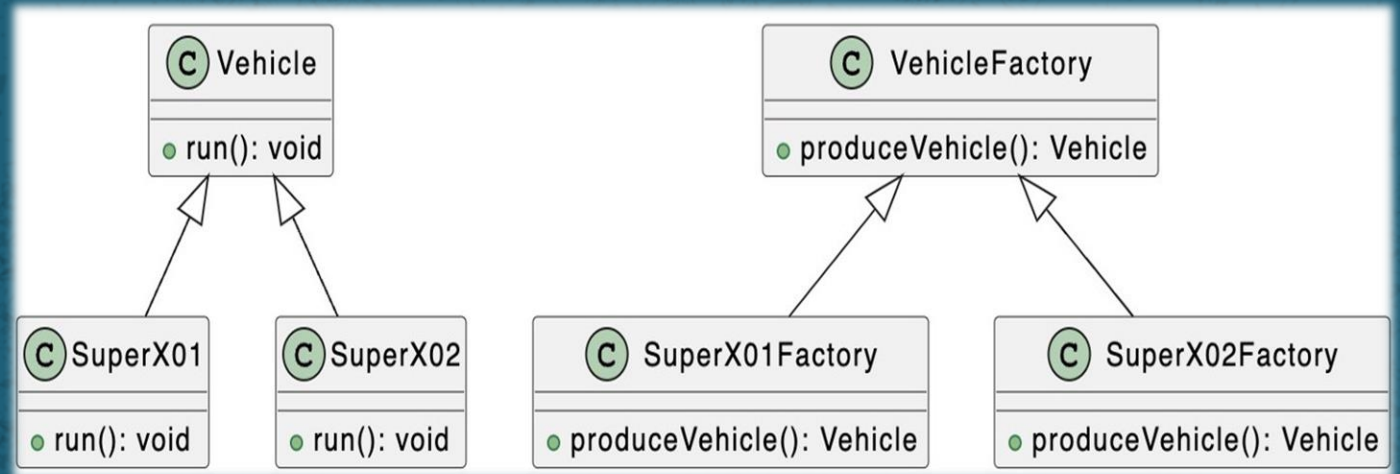 C Vehicle
run(): void
C VehicleFactory
produceVehicle(): Vehicle
C SuperX01
run(): void
C SuperX02
run(): void
C SuperX01Factory
produceVehicle(): Vehicle
C SuperX02Factory
produceVehicle(): Vehicle